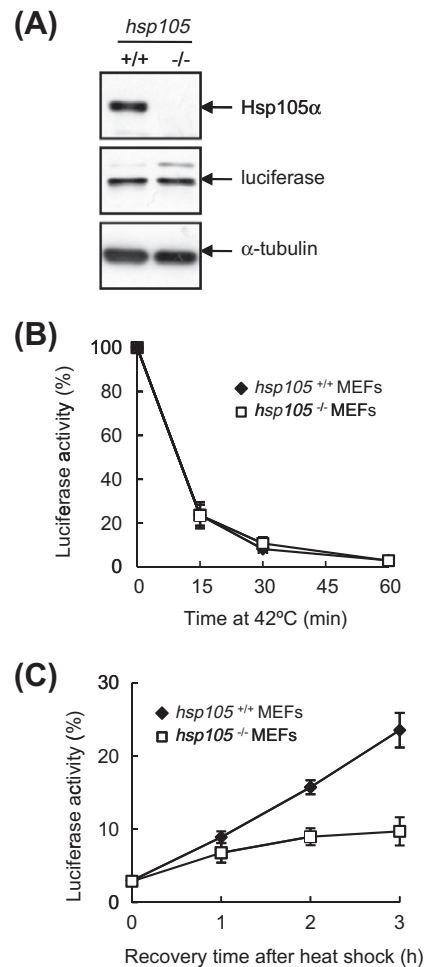 (A)
hsp105
+/+ -/-
Hsp105α
luciferase
α-tubulin
(B)
Luciferase activity (%)
100
80
60
40
20
0
hsp105 +/+ MEFs
hsp105 -/- MEFs
0 15 30 45 60
Time at 42ºC (min)
(C)
Luciferase activity (%)
30
20
10
0
hsp105 +/+ MEFs
hsp105 -/- MEFs
0 1 2 3
Recovery time after heat shock (h)